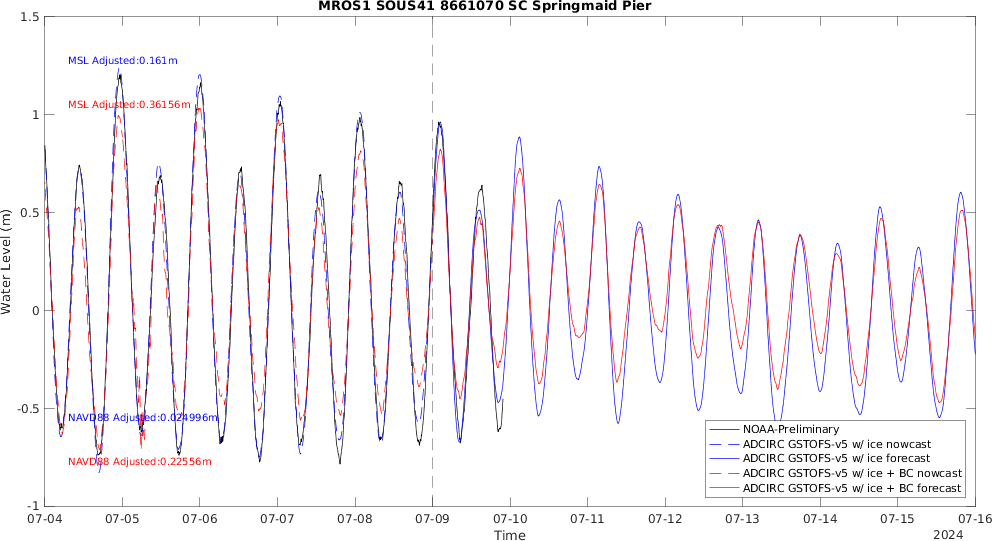 MROS1 SOUS41 8661070 SC Springmaid Pier
1.5
1
0.5
0
-0.5
-1
Water Level (m)
MSL Adjusted:0.161m
MSL Adjusted:0.36156m
NAVD88 Adjusted:0.024996m
NAVD88 Adjusted:0.22556m
NOAA-Preliminary
ADCIRC GSTOFS-v5 w/ ice nowcast
ADCIRC GSTOFS-v5 w/ ice forecast
ADCIRC GSTOFS-v5 w/ ice + BC nowcast
ADCIRC GSTOFS-v5 w/ ice + BC forecast
07-04 07-05 07-06 07-07 07-08 07-09 07-10 07-11 07-12 07-13 07-14 07-15 07-16
Time
2024